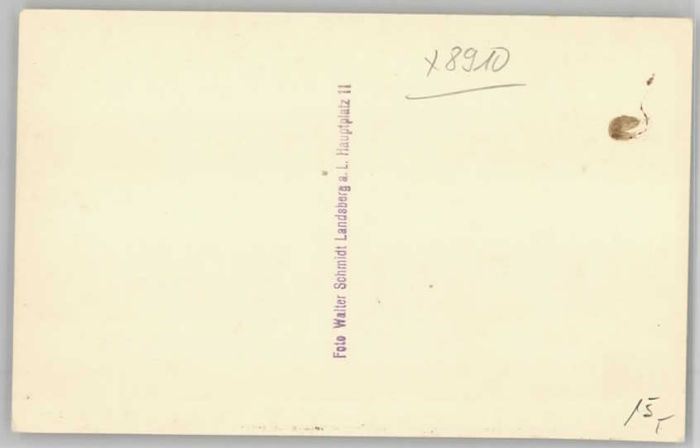 x8910
Foto Walter Schmidt Landsberg a. L. Hauptplatz 11
15